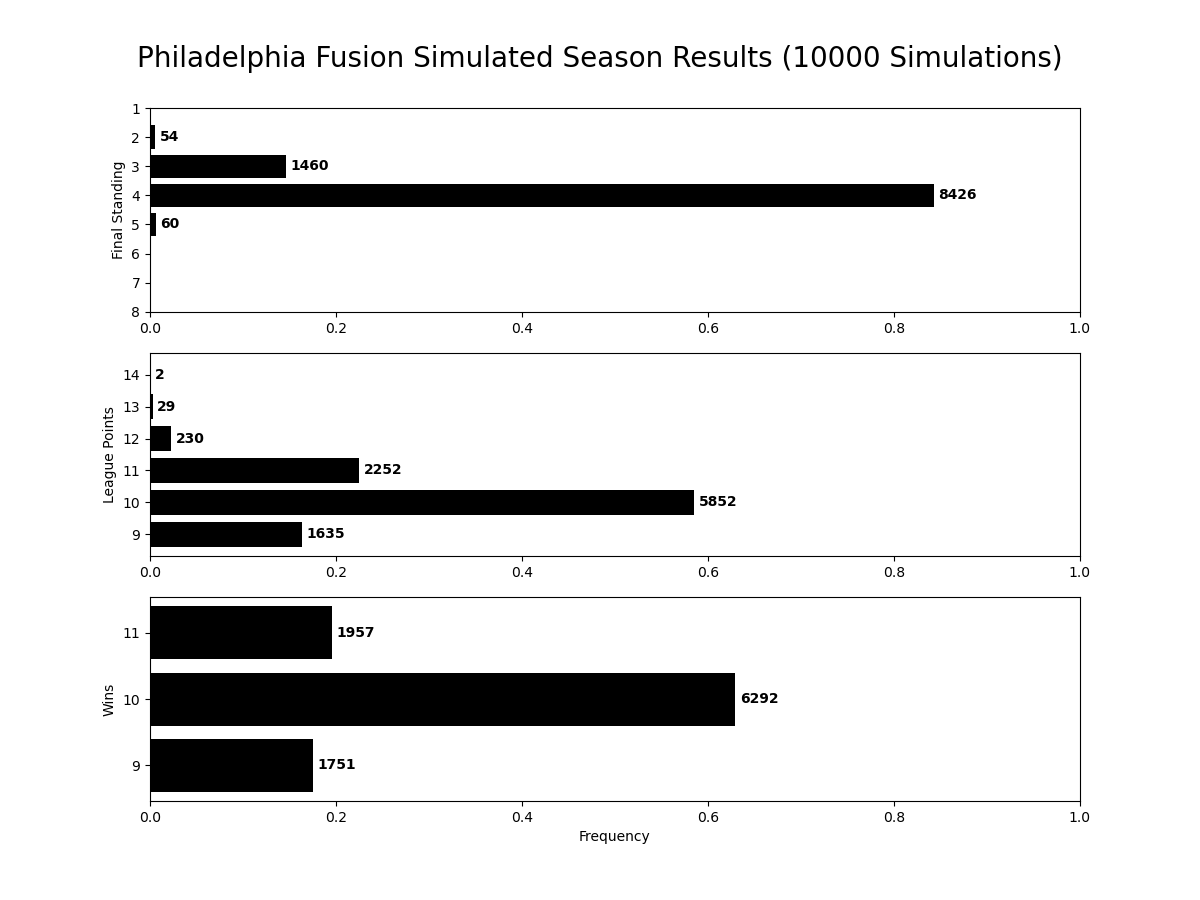 Philadelphia Fusion Simulated Season Results (10000 Simulations)
Final Standing
1
2 54
3 1460
4 8426
5 60
6
7
8
0.0 0.2 0.4 0.6 0.8 1.0
League Points
14 2
13 29
12 230
11 2252
10 5852
9 1635
0.0 0.2 0.4 0.6 0.8 1.0
Wins
11 1957
10 6292
9 1751
0.0 0.2 0.4 0.6 0.8 1.0
Frequency